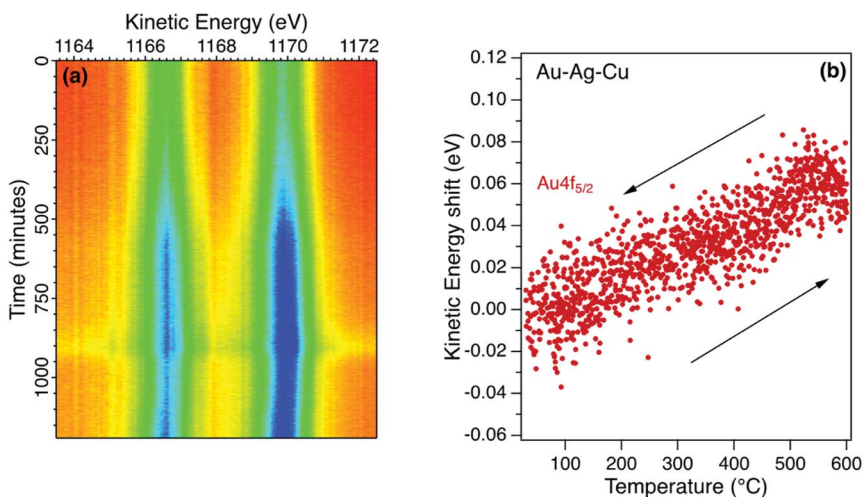 Kinetic Energy (eV)
1164 1166 1168 1170 1172
(a)
0
250
500
750
1000
Time (minutes)
0.12
0.10
0.08
0.06
0.04
0.02
0.00
-0.02
-0.04
-0.06
Kinetic Energy shift (eV)
Au-Ag-Cu
(b)
Au4f5/2
100 200 300 400 500 600
Temperature (°C)